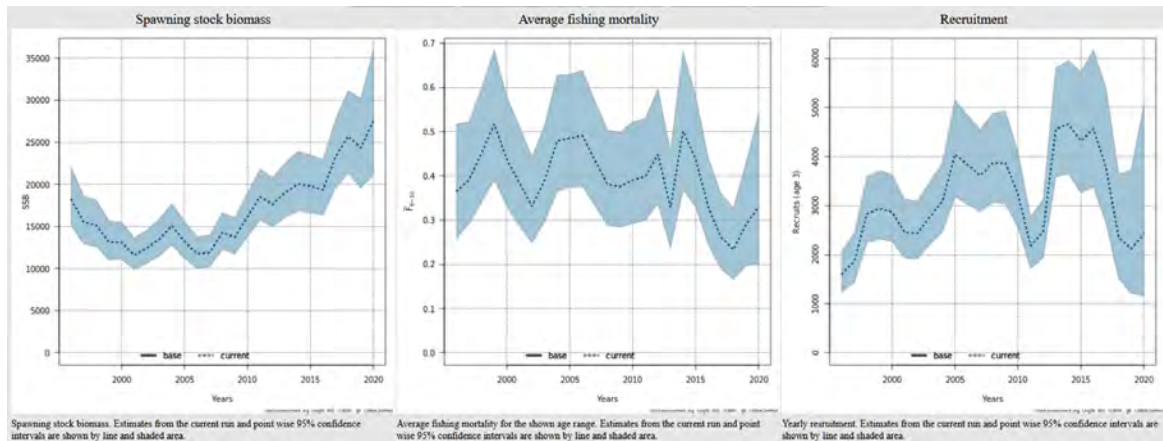 Spawning stock biomass
35000
30000
25000
20000
15000
10000
5000
0
SSB
2000 2005 2010 2015 2020
Years
base current
Spawning stock biomass. Estimates from the current run and point wise 95% confidence
intervals are shown by line and shaded area.
Average fishing mortality
0.7
0.6
0.5
0.4
0.3
0.2
0.1
0.0
2000 2005 2010 2015 2020
Years
base current
Average fishing mortality for the shown age range. Estimates from the current run and point
wise 95% confidence intervals are shown by line and shaded area.
Recruitment
6000
5000
4000
3000
2000
1000
0
Recruits (age 3)
2000 2005 2010 2015 2020
Years
base current
Yearly resruitment. Estimates from the current run and point wise 95% confidence intervals are
shown by line and shaded area.